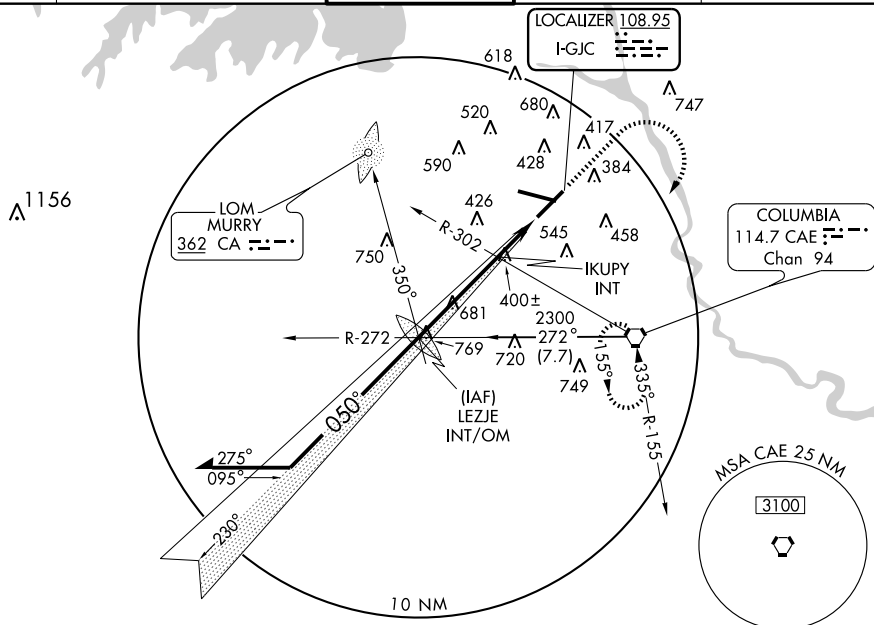 LOCALIZER 108.95
I-GJC
618
680
747
520
417
590
428
384
1156
LOM
MURRY
362 CA
426
R-302
545
458
COLUMBIA
114.7 CAE
Chan 94
750
350°
IKUPY
INT
400±
681
2300
R-272
272°
(7.7)
769
720
749
155°
335°
R-155
(IAF)
LEZJE
INT/OM
050°
275°
095°
230°
MSA CAE 25 NM
3100
10 NM